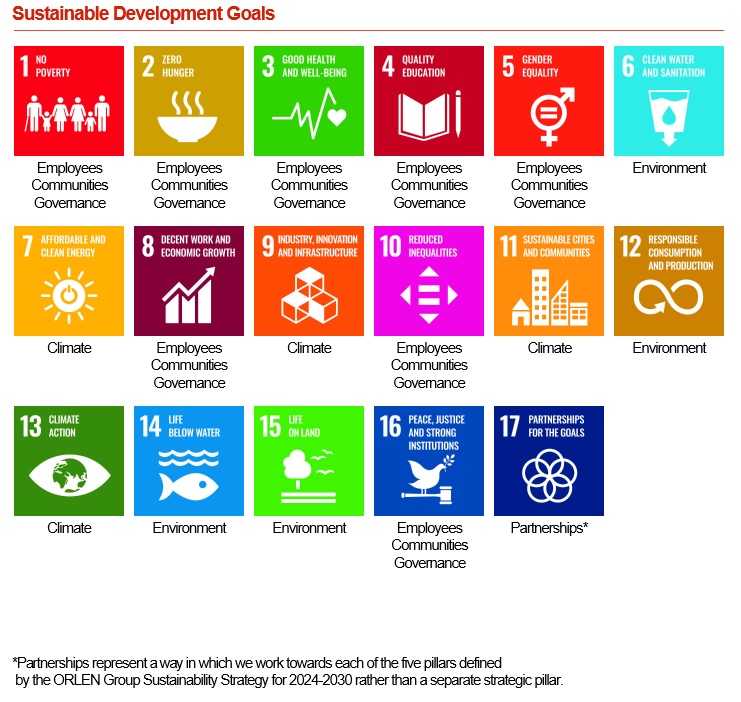 Sustainable Development Goals
1 NO
POVERTY
2 ZERO
HUNGER
3 GOOD HEALTH
AND WELL-BEING
4 QUALITY
EDUCATION
5 GENDER
EQUALITY
6 CLEAN WATER
AND SANITATION
Employees
Communities
Governance
Employees
Communities
Governance
Employees
Communities
Governance
Employees
Communities
Governance
Employees
Communities
Governance
Environment
7 AFFORDABLE AND
CLEAN ENERGY
8 DECENT WORK AND
ECONOMIC GROWTH
9 INDUSTRY, INNOVATION
AND INFRASTRUCTURE
10 REDUCED
INEQUALITIES
11 SUSTAINABLE CITIES
AND COMMUNITIES
12 RESPONSIBLE
CONSUMPTION
AND PRODUCTION
Climate
Employees
Communities
Governance
Climate
Employees
Communities
Governance
Climate
Environment
13 CLIMATE
ACTION
14 LIFE
BELOW WATER
15 LIFE
ON LAND
16 PEACE, JUSTICE
AND STRONG
INSTITUTIONS
17 PARTNERSHIPS
FOR THE GOALS
Climate
Environment
Environment
Employees
Communities
Governance
Partnerships*
*Partnerships represent a way in which we work towards each of the five pillars defined
by the ORLEN Group Sustainability Strategy for 2024-2030 rather than a separate strategic pillar.